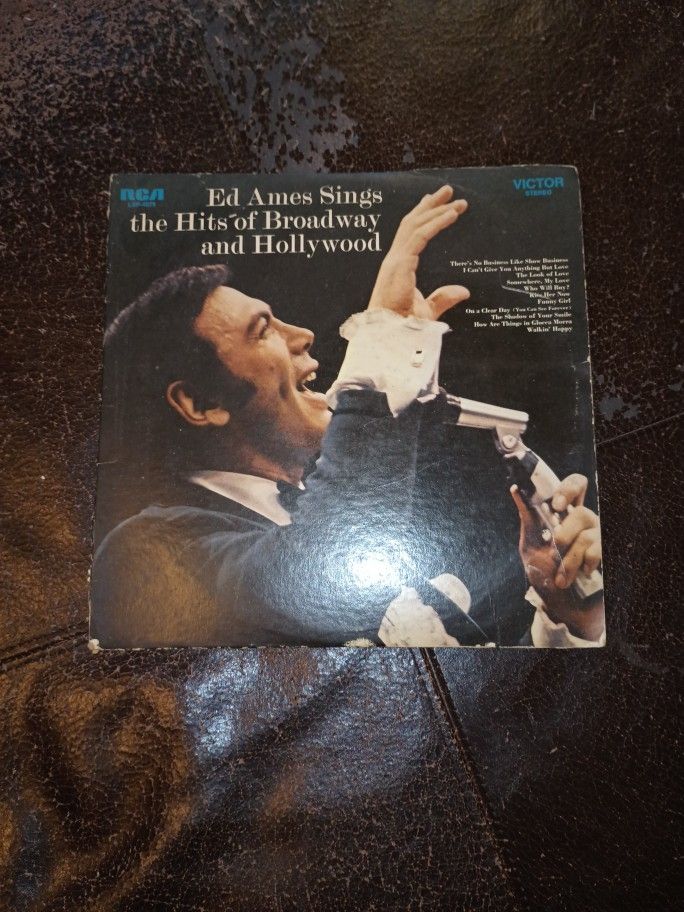 RCA
LSP-4079
Ed Ames Sings
the Hits of Broadway
and Hollywood
VICTOR
STEREO
There's No Business Like Show Business
I Can't Give You Anything But Love
The Look of Love
Somewhere, My Love
Who Will Buy?
Kiss Her Now
Funny Girl
On a Clear Day (You Can See Forever)
The Shadow of Your Smile
How Are Things in Glocca Morra
Walkin' Happy